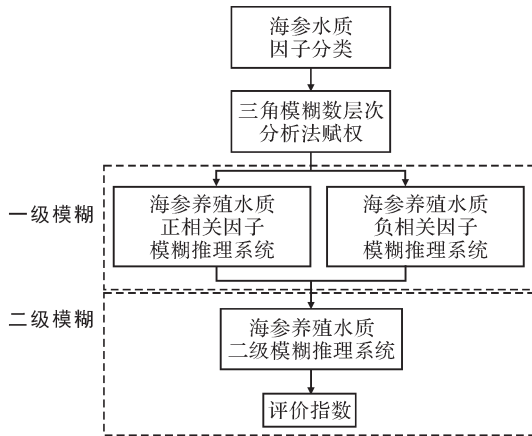 海参水质
因子分类
三角模糊数层次
分析法赋权
一级模糊
海参养殖水质
正相关因子
模糊推理系统
海参养殖水质
负相关因子
模糊推理系统
二级模糊
海参养殖水质
二级模糊推理系统
评价指数